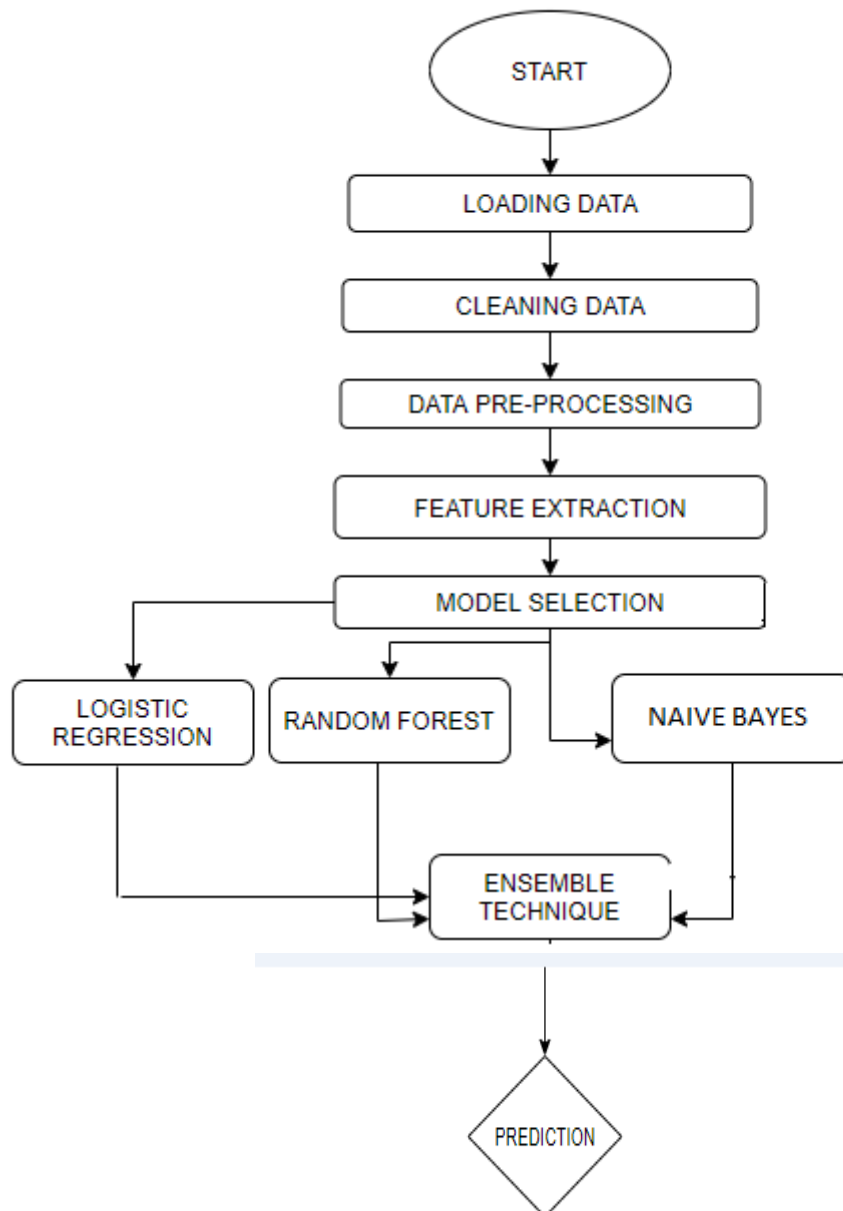 START
LOADING DATA
CLEANING DATA
DATA PRE-PROCESSING
FEATURE EXTRACTION
MODEL SELECTION
LOGISTIC
REGRESSION
RANDOM FOREST
NAIVE BAYES
ENSEMBLE
TECHNIQUE
PREDICTION